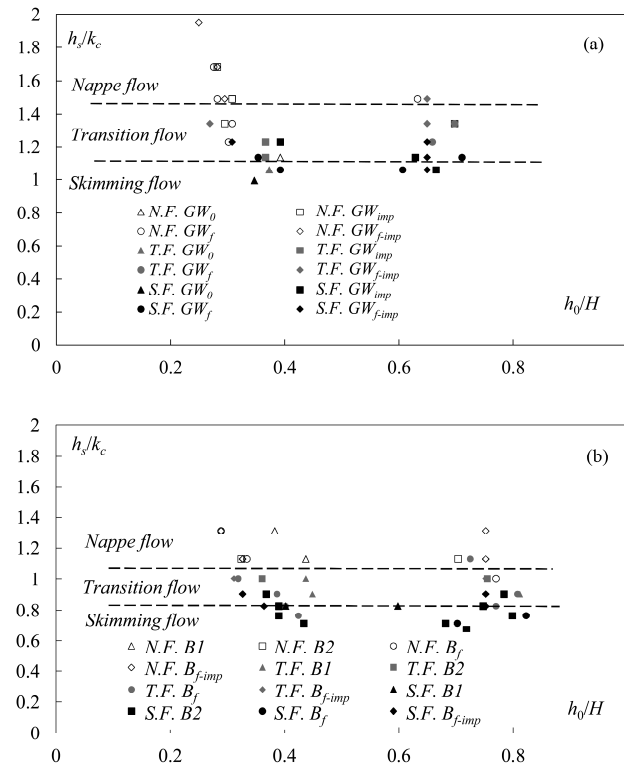 2
h_s/k_c
(a)
1.8
1.6
Nappe flow
1.4
Transition flow
1.2
1
Skimming flow
0.8
N.F. GW_0
N.F. GW_imp
N.F. GW_f
N.F. GW_f-imp
0.6
T.F. GW_0
T.F. GW_imp
T.F. GW_f
T.F. GW_f-imp
0.4
S.F. GW_0
S.F. GW_imp
0.2
S.F. GW_f
S.F. GW_f-imp
h_0/H
0
0 0.2 0.4 0.6 0.8
2
h_s/k_c
(b)
1.8
1.6
1.4
1.2
Nappe flow
1
Transition flow
0.8
Skimming flow
0.6
N.F. B1
N.F. B2
N.F. B_f
N.F. B_f-imp
T.F. B1
T.F. B2
0.4
T.F. B_f
T.F. B_f-imp
S.F. B1
0.2
S.F. B2
S.F. B_f
S.F. B_f-imp
h_0/H
0
0 0.2 0.4 0.6 0.8